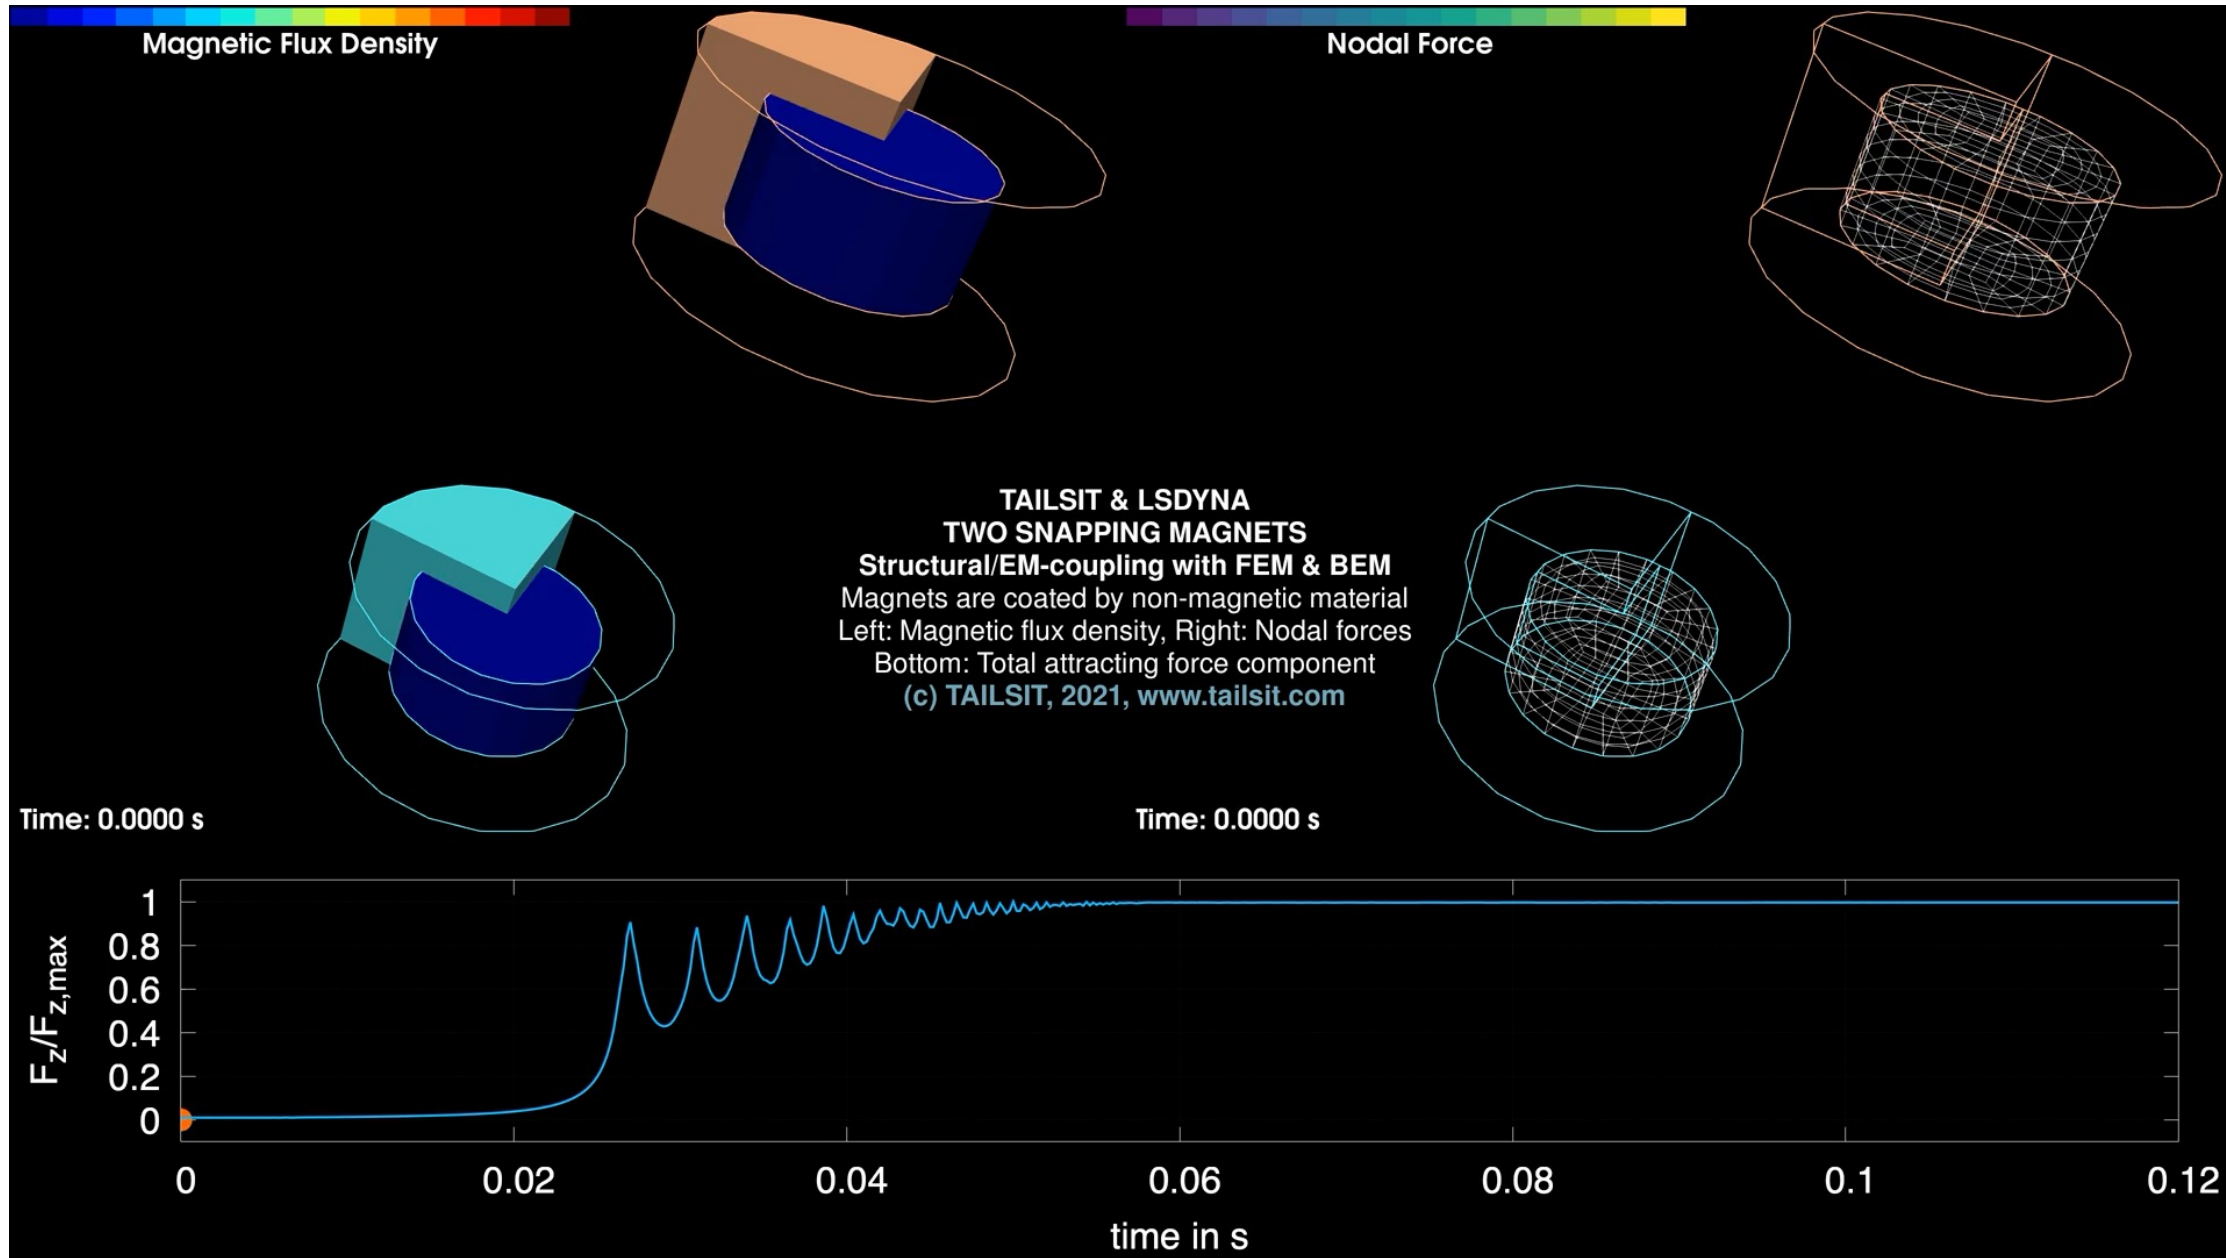 Magnetic Flux Density
Nodal Force
TAILSIT & LSDYNA
TWO SNAPPING MAGNETS
Structural/EM-coupling with FEM & BEM
Magnets are coated by non-magnetic material
Left: Magnetic flux density, Right: Nodal forces
Bottom: Total attracting force component
(c) TAILSIT, 2021, www.tailsit.com
Time: 0.0000 s
Time: 0.0000 s
F_z/F_z,max
1
0.8
0.6
0.4
0.2
0
0 0.02 0.04 0.06 0.08 0.1 0.12
time in s